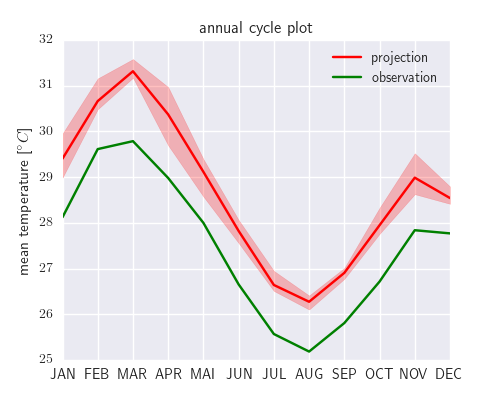 annual cycle plot
32
31
30
29
28
27
26
25
mean temperature [°C]
projection
observation
JAN FEB MAR APR MAI JUN JUL AUG SEP OCT NOV DEC